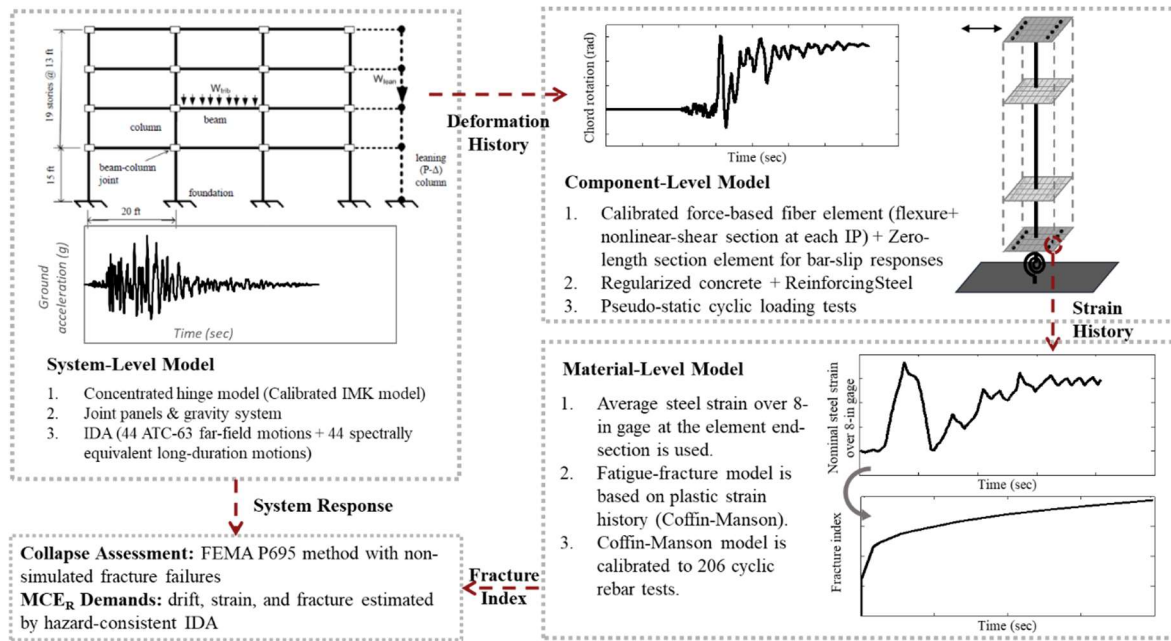 19 stories @ 13 ft
15 ft
W_trib
beam
column
beam-column
joint
foundation
20 ft
W_lean
leaning
(P-Δ)
column
Ground
acceleration (g)
Time (sec)
System-Level Model
1. Concentrated hinge model (Calibrated IMK model)
2. Joint panels & gravity system
3. IDA (44 ATC-63 far-field motions + 44 spectrally
equivalent long-duration motions)
Deformation
History
Chord rotation (rad)
Time (sec)
Component-Level Model
1. Calibrated force-based fiber element (flexure+
nonlinear-shear section at each IP) + Zero-
length section element for bar-slip responses
2. Regularized concrete + ReinforcingSteel
3. Pseudo-static cyclic loading tests
Strain
History
Material-Level Model
1. Average steel strain over 8-
in gage at the element end-
section is used.
2. Fatigue-fracture model is
based on plastic strain
history (Coffin-Manson).
3. Coffin-Manson model is
calibrated to 206 cyclic
rebar tests.
Nominal steel strain
over 8-in gage
Time (sec)
Fracture index
Time (sec)
System Response
Fracture
Index
Collapse Assessment: FEMA P695 method with non-
simulated fracture failures
MCE_R Demands: drift, strain, and fracture estimated
by hazard-consistent IDA